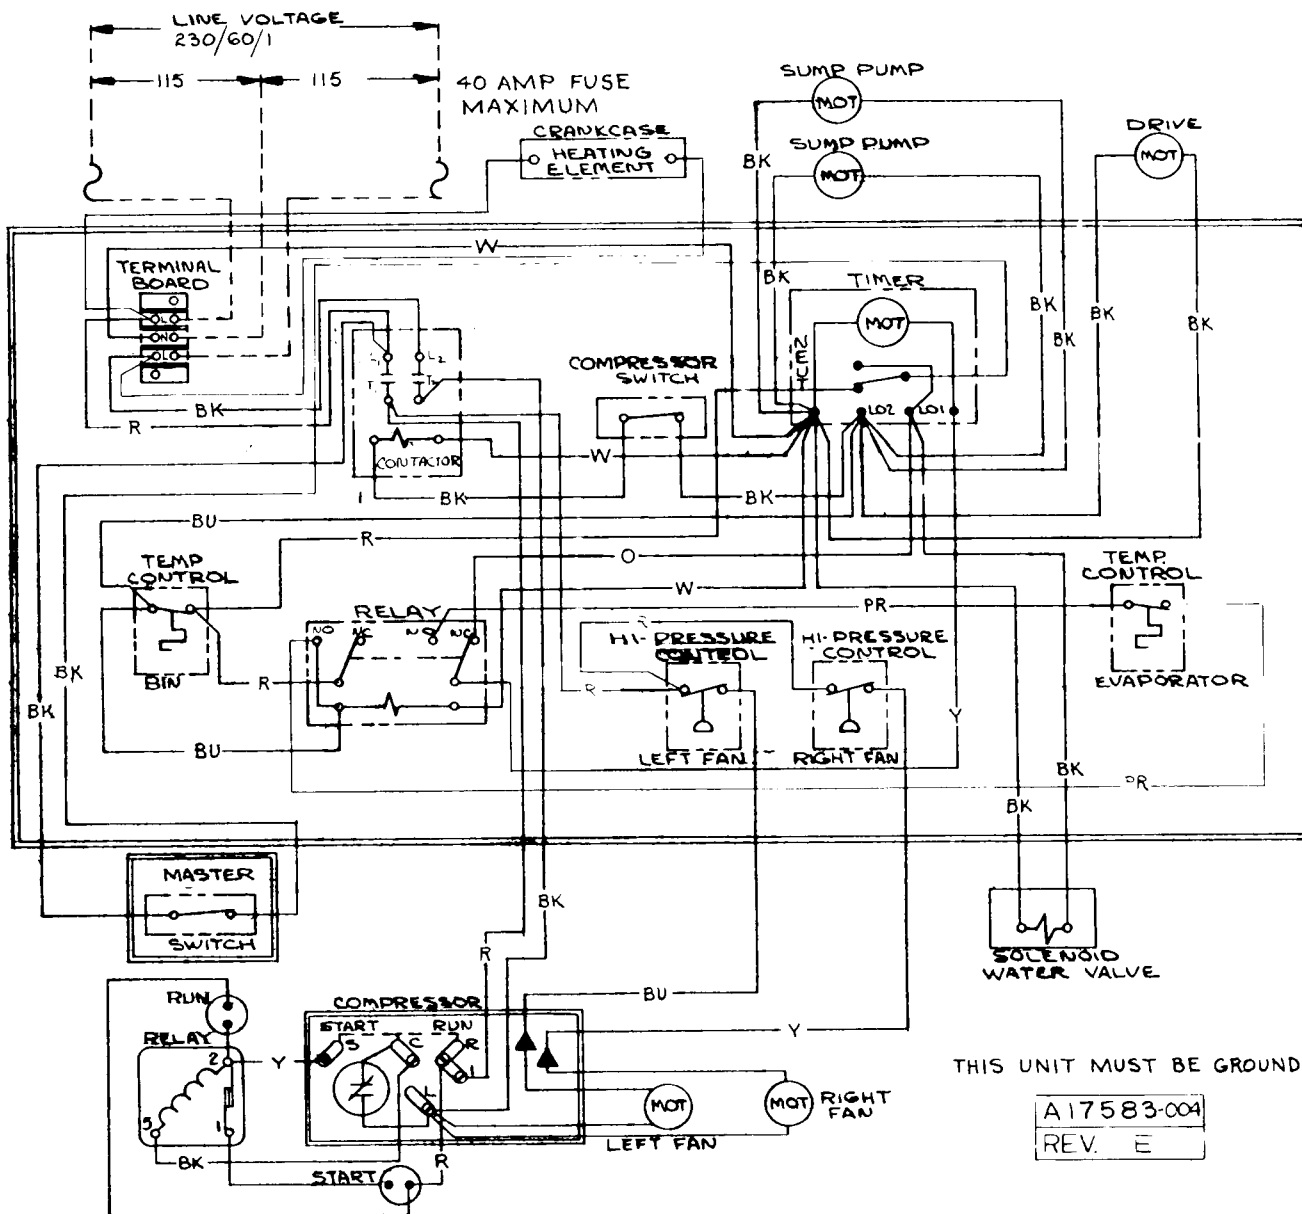 LINE VOLTAGE
230/60/1
115
115
40 AMP FUSE
MAXIMUM
CRANKCASE
HEATING
ELEMENT
SUMP PUMP
MOT
SUMP PUMP
MOT
DRIVE
MOT
BK
W
BK
TERMINAL
BOARD
L
N
L
TIMER
MOT
NEUT
BK
BK
BK
BK
L1
L2
T
T2
COMPRESSOR
SWITCH
LO2
LO1
BK
R
CONTACTOR
W
BK
BK
BU
R
O
TEMP
CONTROL
BIN
W
PR
TEMP.
CONTROL
EVAPORATOR
RELAY
NO
NC
NO
NC
R
HI-PRESSURE
CONTROL
HI-PRESSURE
CONTROL
R
R
BK
BK
BU
LEFT FAN
RIGHT FAN
Y
BK
PR
BK
MASTER
SWITCH
BK
R
SOLENOID
WATER VALVE
RUN
RELAY
2
5
1
Y
COMPRESSOR
START
RUN
S
C
R
1
L
BU
Y
MOT
LEFT FAN
MOT
RIGHT
FAN
BK
R
START
THIS UNIT MUST BE GROUND
A17583-004
REV. E